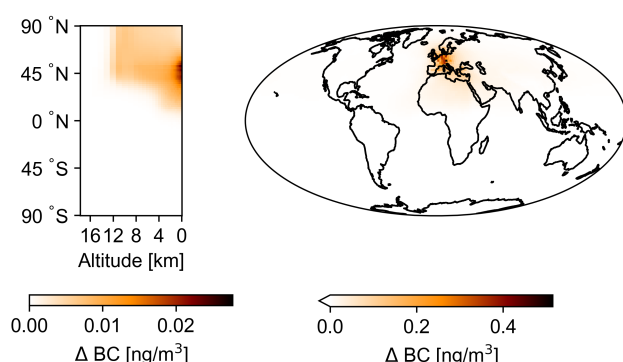 90 °N
45 °N
0 °N
45 °S
90 °S
16 12 8 4 0
Altitude [km]
0.00 0.01 0.02
Δ BC [ng/m³]
0.0 0.2 0.4
Δ BC [ng/m³]